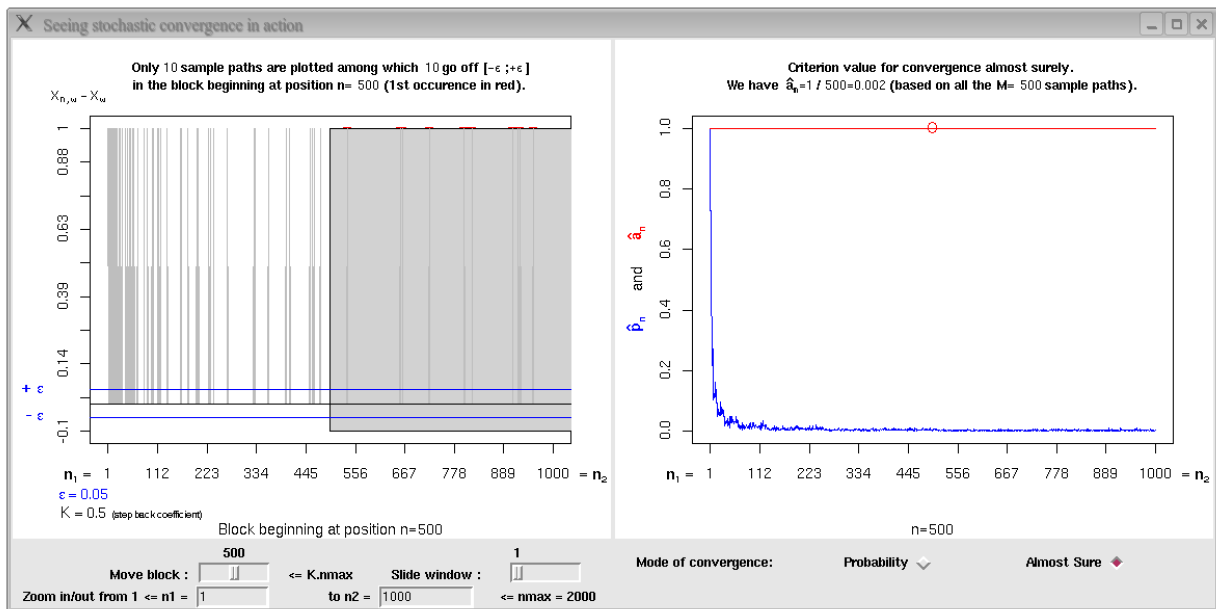 Seeing stochastic convergence in action
Only 10 sample paths are plotted among which 10 go off [-ε ;+ε]
in the block beginning at position n= 500 (1st occurence in red).
X n,w - X w
1
0.88
0.63
0.39
0.14
-0.1
+ ε
- ε
n1 = 1 112 223 334 445 556 667 778 889 1000 = n2
ε = 0.05
K = 0.5 (step back coefficient)
Block beginning at position n=500
Criterion value for convergence almost surely.
We have ân=1 / 500=0.002 (based on all the M= 500 sample paths).
1.0
0.8
0.6
0.4
0.2
0.0
p̂n and ân
n1 = 1 112 223 334 445 556 667 778 889 1000 = n2
n=500
500 1
Move block : <= K.nmax Slide window :
Zoom in/out from 1 <= n1 = 1 to n2 = 1000 <= nmax = 2000
Mode of convergence: Probability Almost Sure